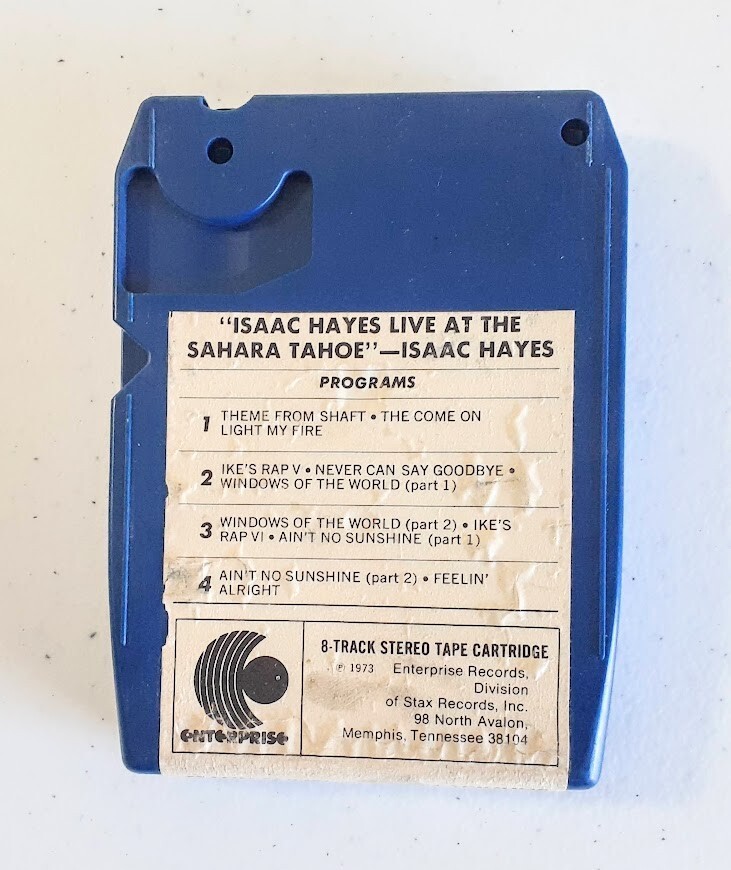 "ISAAC HAYES LIVE AT THE
SAHARA TAHOE"—ISAAC HAYES
PROGRAMS
1 THEME FROM SHAFT • THE COME ON
LIGHT MY FIRE
2 IKE'S RAP V • NEVER CAN SAY GOODBYE •
WINDOWS OF THE WORLD (part 1)
3 WINDOWS OF THE WORLD (part 2) • IKE'S
RAP VI • AIN'T NO SUNSHINE (part 1)
4 AIN'T NO SUNSHINE (part 2) • FEELIN'
ALRIGHT
ENTERPRISE
8-TRACK STEREO TAPE CARTRIDGE
℗ 1973 Enterprise Records,
Division
of Stax Records, Inc.
98 North Avalon,
Memphis, Tennessee 38104